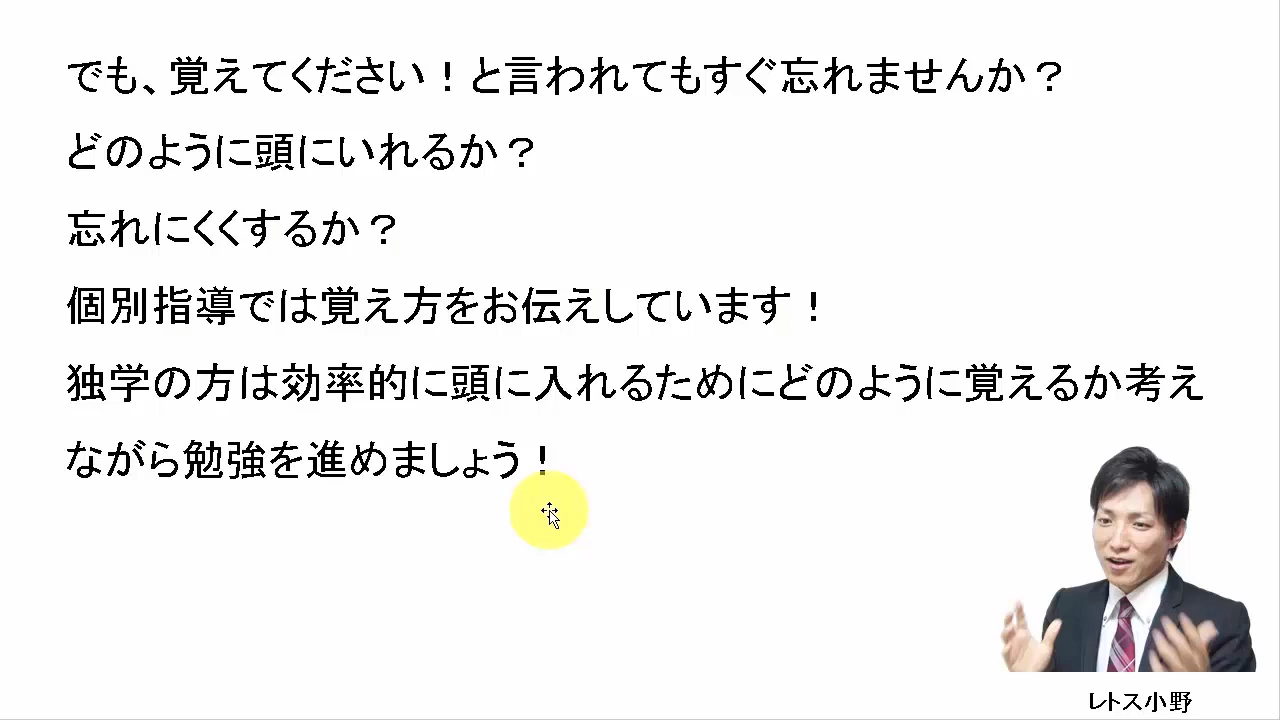 でも、覚えてください！と言われてもすぐ忘れませんか？
どのように頭にいれるか？
忘れにくくするか？
個別指導では覚え方をお伝えしています！
独学の方は効率的に頭に入れるためにどのように覚えるか考え
ながら勉強を進めましょう！
レトス小野